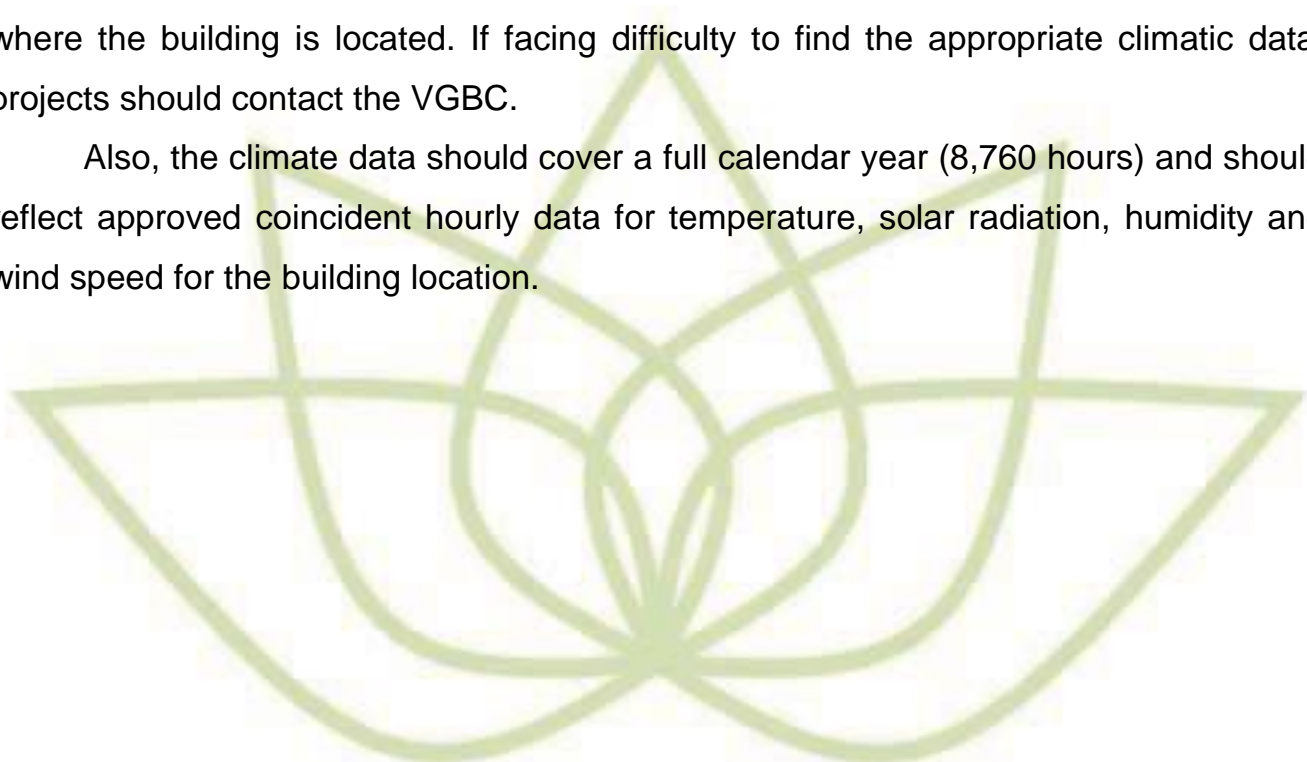 where the building is located. If facing difficulty to find the appropriate climatic data
projects should contact the VGBC.
Also, the climate data should cover a full calendar year (8,760 hours) and shoul
reflect approved coincident hourly data for temperature, solar radiation, humidity an
wind speed for the building location.